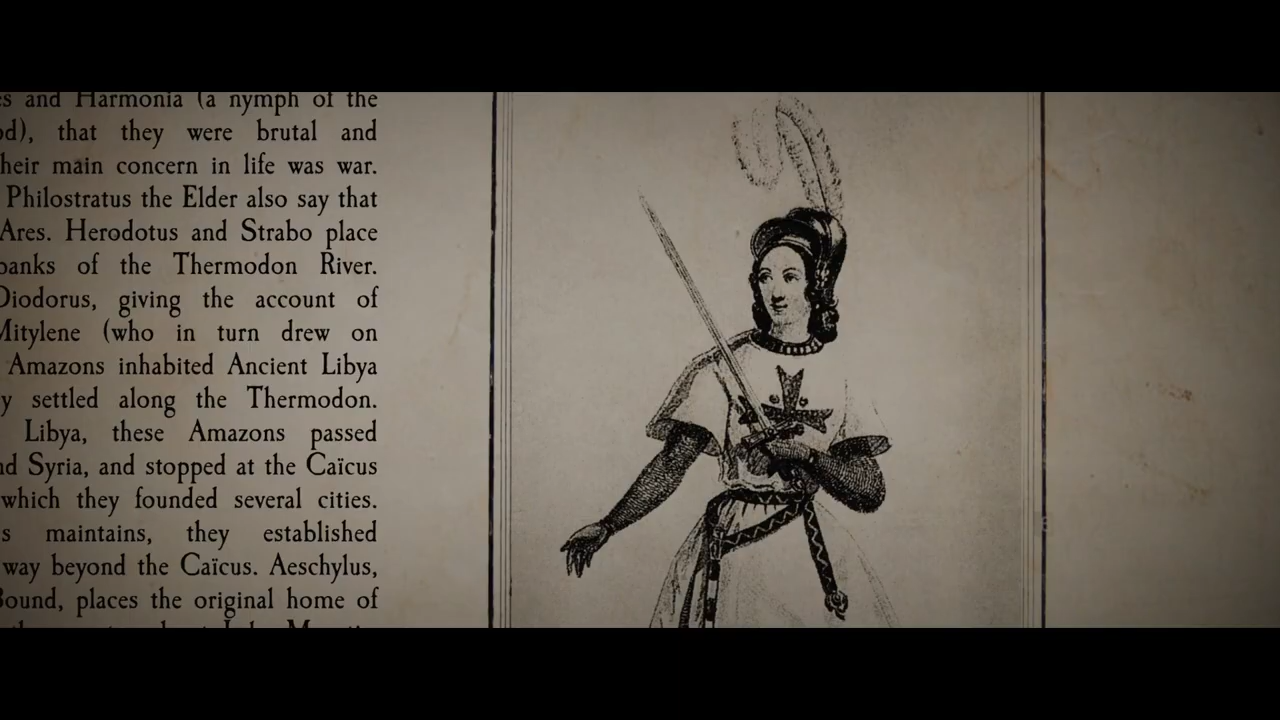 es and Harmonia (a nymph of the
od), that they were brutal and
heir main concern in life was war.
Philostratus the Elder also say that
Ares. Herodotus and Strabo place
banks of the Thermodon River.
Diodorus, giving the account of
Mitylene (who in turn drew on
Amazons inhabited Ancient Libya
y settled along the Thermodon.
Libya, these Amazons passed
nd Syria, and stopped at the Caïcus
which they founded several cities.
s maintains, they established
way beyond the Caïcus. Aeschylus,
Bound, places the original home of